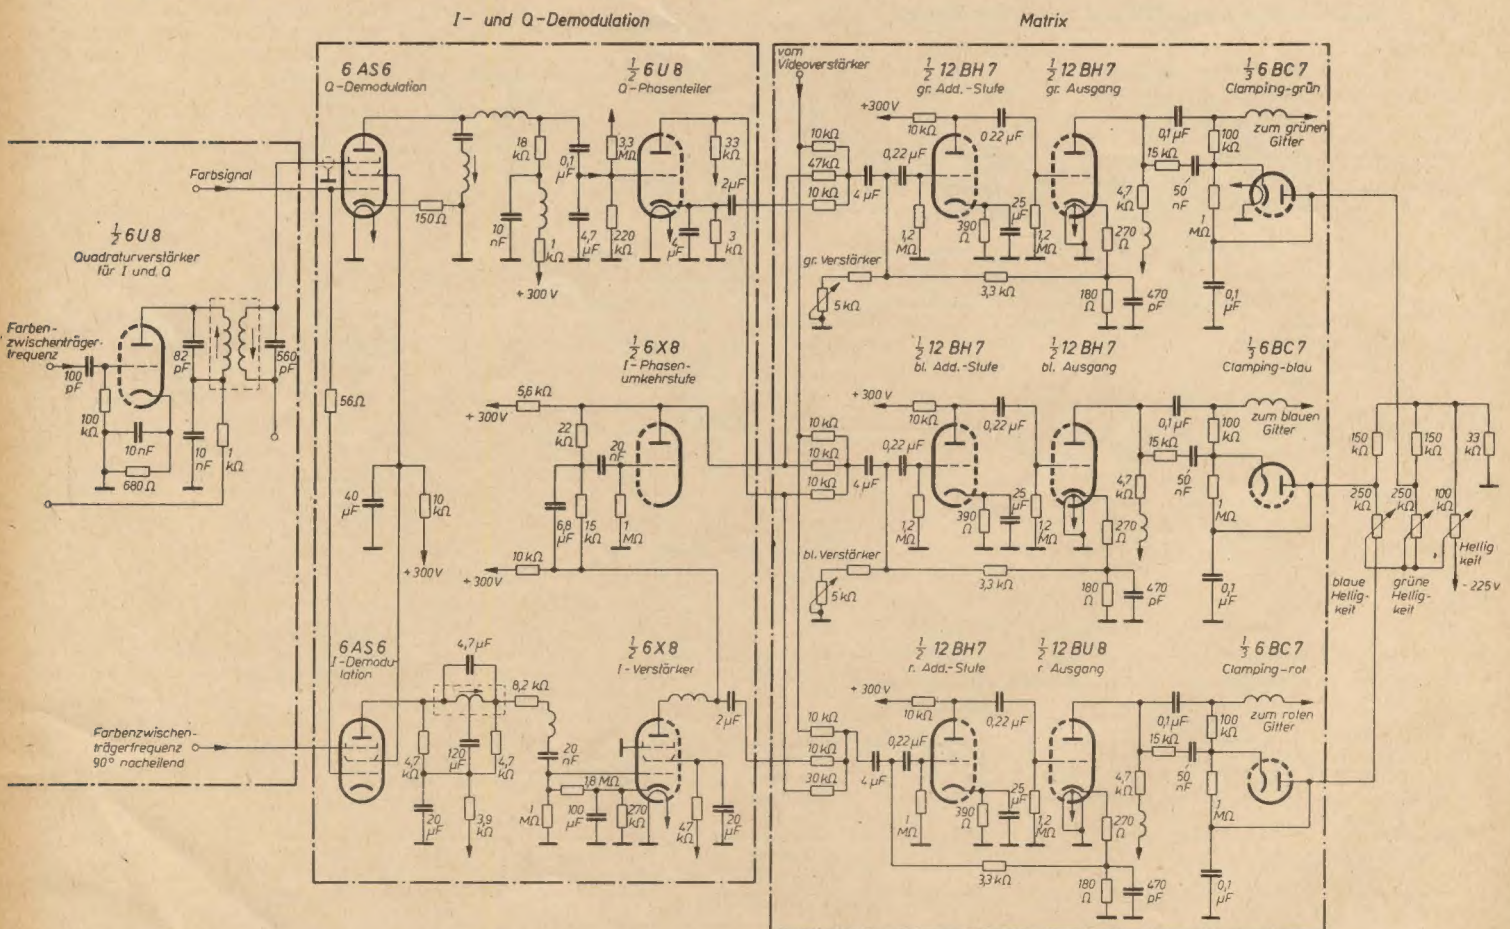 I- und Q-Demodulation
Matrix
6 AS 6
Q-Demodulation
½ 6 U 8
Q-Phasenteiler
vom
Videoverstärker
½ 12 BH 7
gr. Add.-Stufe
½ 12 BH 7
gr. Ausgang
⅓ 6 BC 7
Clamping-grün
Farbsignal
150 Ω
18 kΩ
10 nF
1 kΩ
+ 300 V
0,1 µF
4,7 µF
3,3 MΩ
220 kΩ
33 kΩ
2µF
4 µF
3 kΩ
10 kΩ
47kΩ
10 kΩ
4 µF
0,22 µF
+300 V
10 kΩ
0,22 µF
1,2 MΩ
390 Ω
25 µF
1,2 MΩ
270 Ω
4,7 kΩ
0,1 µF
15 kΩ
50 nF
100 kΩ
1 MΩ
zum grünen
Gitter
gr. Verstärker
5 kΩ
3,3 kΩ
180 Ω
470 pF
0,1 µF
½ 6U8
Quadraturverstärker
für I und Q
Farben-
zwischenträger-
frequenz
100 pF
100 kΩ
10 nF
680 Ω
82 pF
10 nF
1 kΩ
560 pF
56 Ω
40 µF
10 kΩ
+ 300 V
½ 6 X 8
I-Phasen-
umkehrstufe
5,6 kΩ
+ 300 V
22 kΩ
20 nF
6,8 µF
15 kΩ
1 MΩ
10 kΩ
+ 300 V
½ 12 BH 7
bl. Add.-Stufe
½ 12 BH 7
bl. Ausgang
⅓ 6 BC 7
Clamping-blau
10 kΩ
10 kΩ
10 kΩ
4 µF
0,22 µF
+ 300 V
10 kΩ
0,22 µF
1,2 MΩ
390 Ω
25 µF
1,2 MΩ
270 Ω
4,7 kΩ
0,1 µF
15 kΩ
50 nF
100 kΩ
1 MΩ
zum blauen
Gitter
bl. Verstärker
5 kΩ
3,3 kΩ
180 Ω
470 pF
0,1 µF
150 kΩ
150 kΩ
33 kΩ
250 kΩ
250 kΩ
100 kΩ
Hellig
keit
blaue
Hellig-
keit
grüne
Hellig-
keit
- 225 V
6 AS 6
I-Demodu-
lation
4,7 µF
8,2 kΩ
½ 6 X 8
I-Verstärker
2 µF
Farbenzwischen-
trägerfrequenz
90° nacheilend
4,7 kΩ
120 µF
4,7 kΩ
20 µF
3,9 kΩ
20 nF
1,8 MΩ
1 MΩ
100 µF
270 kΩ
47 kΩ
20 µF
½ 12 BH 7
r. Add.-Stufe
½ 12 BU 8
r Ausgang
⅓ 6 BC 7
Clamping-rot
10 kΩ
10 kΩ
30 kΩ
4 µF
0,22 µF
+ 300 V
10 kΩ
0,22 µF
1 MΩ
390 Ω
25 µF
1,2 MΩ
270 Ω
4,7 kΩ
0,1 µF
15 kΩ
50 nF
100 kΩ
1 MΩ
zum roten
Gitter
3,3 kΩ
180 Ω
470 pF
0,1 µF